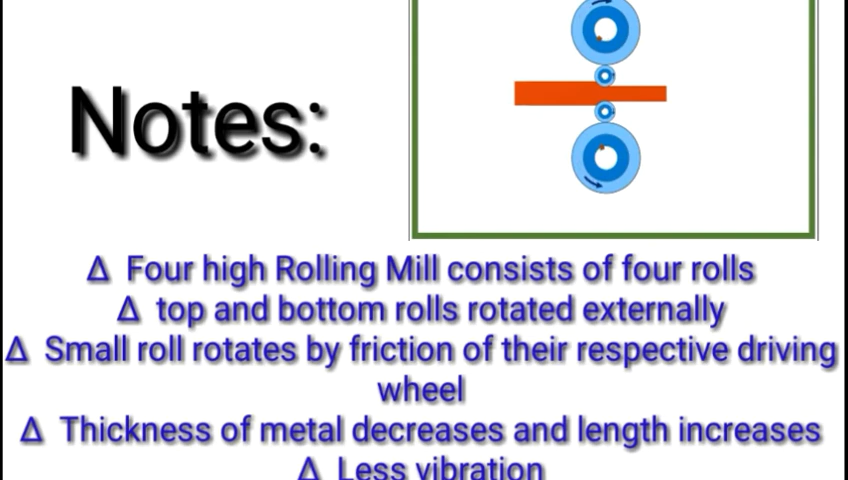 Notes:
Δ Four high Rolling Mill consists of four rolls
Δ top and bottom rolls rotated externally
Δ Small roll rotates by friction of their respective driving
wheel
Δ Thickness of metal decreases and length increases
Δ Less vibration